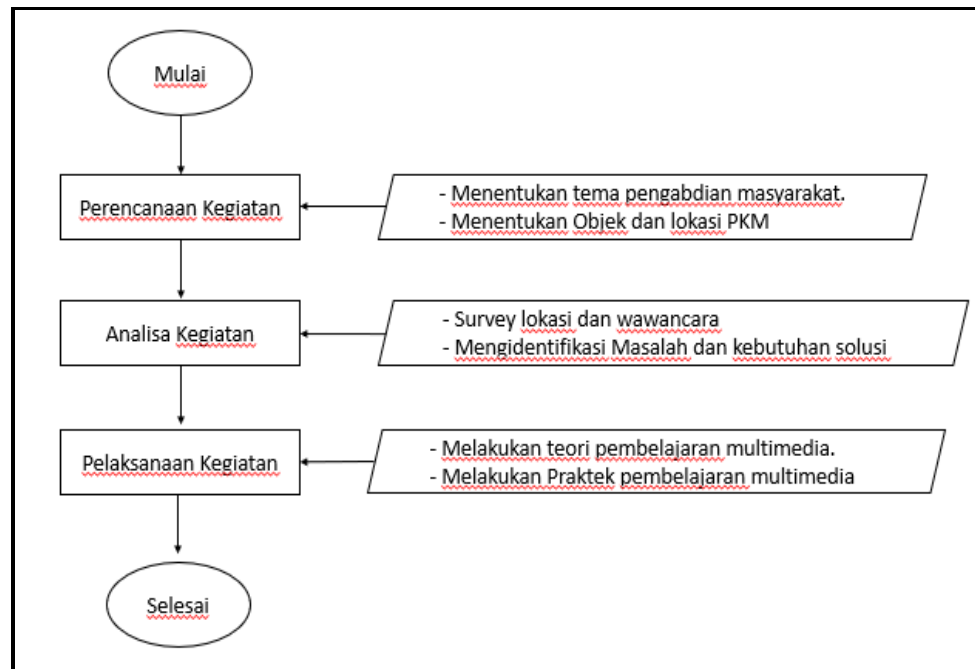 Mulai
Perencanaan Kegiatan
- Menentukan tema pengabdian masyarakat.
- Menentukan Objek dan lokasi PKM
Analisa Kegiatan
- Survey lokasi dan wawancara
- Mengidentifikasi Masalah dan kebutuhan solusi
Pelaksanaan Kegiatan
- Melakukan teori pembelajaran multimedia.
- Melakukan Praktek pembelajaran multimedia
Selesai